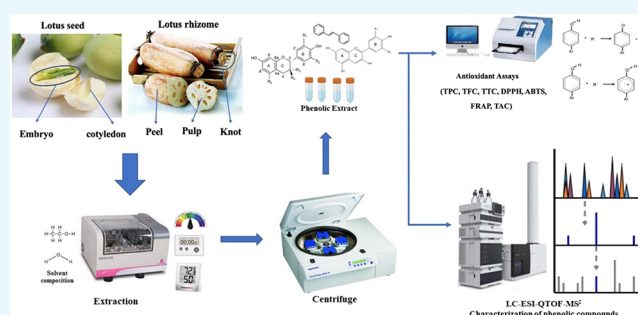 Lotus seed
Lotus rhizome
Embryo
cotyledon
Peel
Pulp
Knot
Solvent
composition
Extraction
Centrifuge
Phenolic Extract
Antioxidant Assays
(TPC, TFC, TTC, DPPH, ABTS,
FRAP, TAC)
LC-ESI-QTOF-MS²
Characterization of phenolic compounds